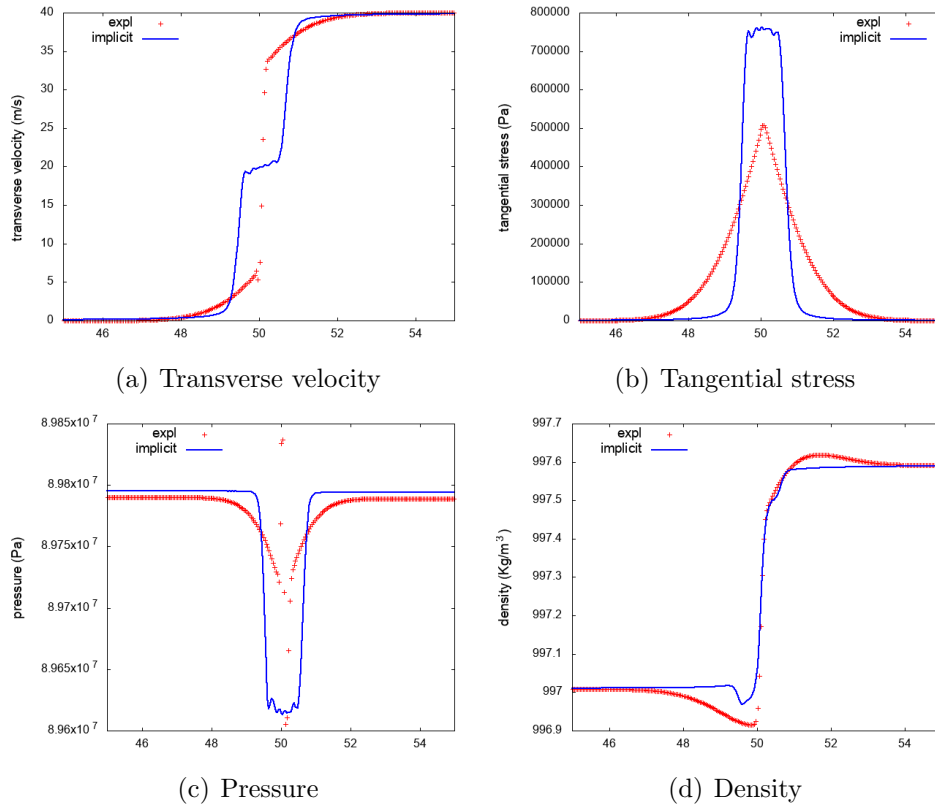 expl
implicit
transverse velocity (m/s)
40
35
30
25
20
15
10
5
0
46 48 50 52 54
(a) Transverse velocity
expl
implicit
tangential stress (Pa)
800000
700000
600000
500000
400000
300000
200000
100000
0
46 48 50 52 54
(b) Tangential stress
expl
implicit
pressure (Pa)
8.985x10^7
8.98x10^7
8.975x10^7
8.97x10^7
8.965x10^7
8.96x10^7
46 48 50 52 54
(c) Pressure
expl
implicit
density (Kg/m^3)
997.7
997.6
997.5
997.4
997.3
997.2
997.1
997
996.9
46 48 50 52 54
(d) Density